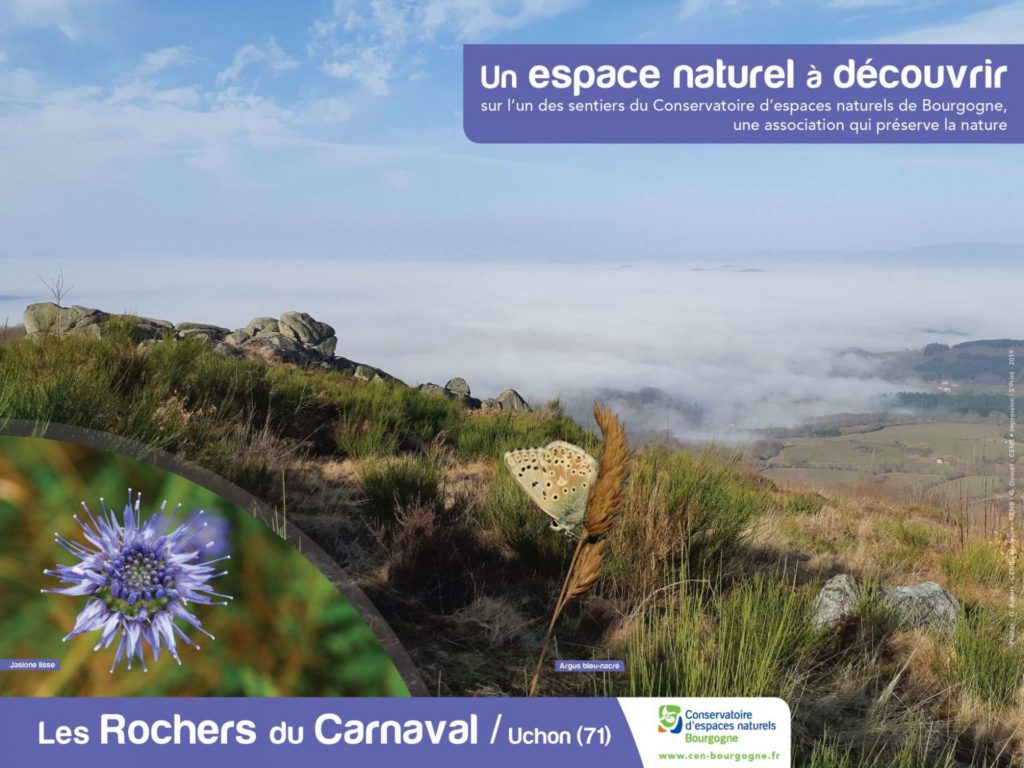 Un espace naturel à découvrir
sur l'un des sentiers du Conservatoire d'espaces naturels de Bourgogne,
une association qui préserve la nature
Jasione lisse
Argus bleu-nacré
Les Rochers du Carnaval / Uchon (71)
Conservatoire
d'espaces naturels
Bourgogne
www.cen-bourgogne.fr